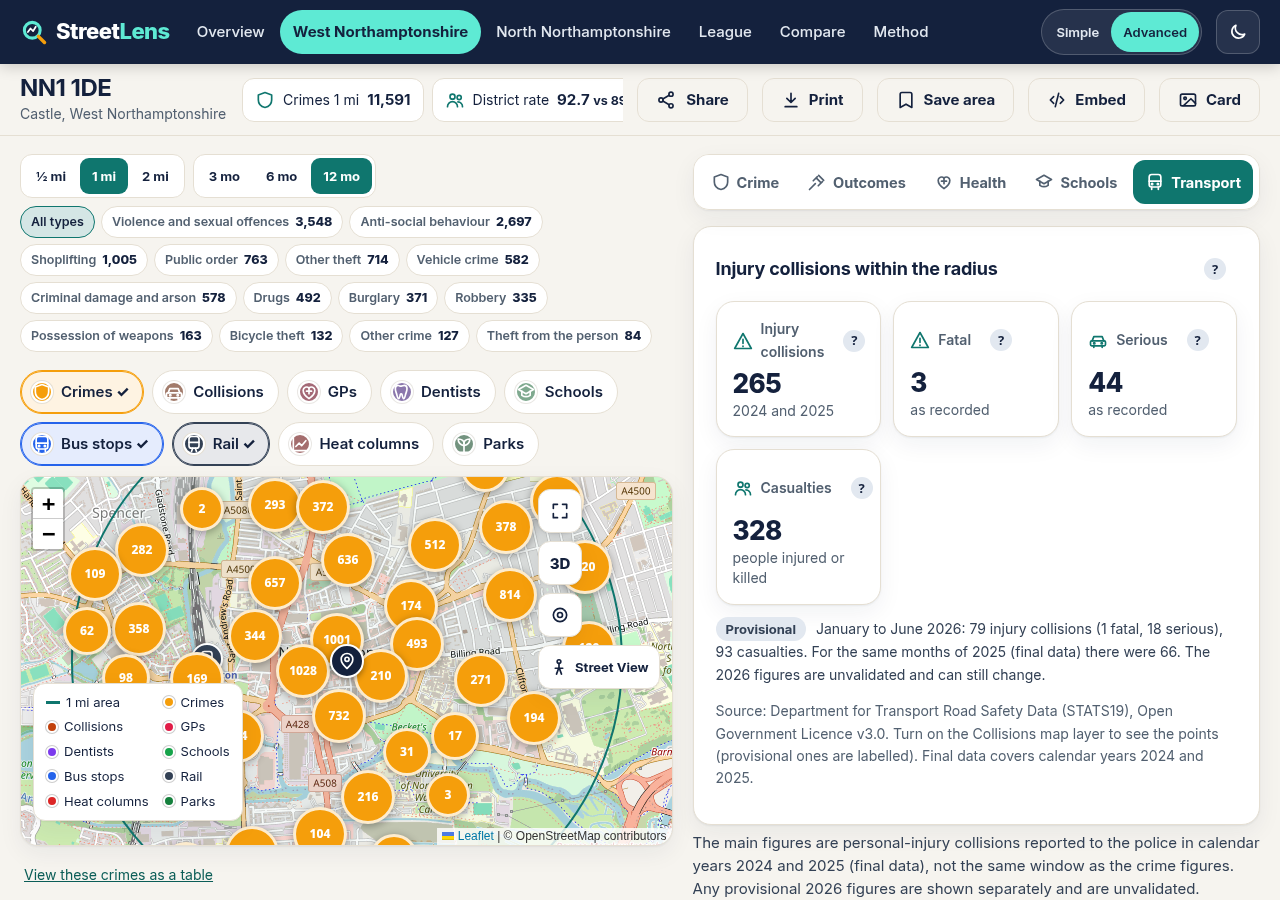 StreetLens
Overview
West Northamptonshire
North Northamptonshire
League
Compare
Method
Simple
Advanced
NN1 1DE
Castle, West Northamptonshire
Crimes 1 mi 11,591
District rate 92.7 vs 89
Share
Print
Save area
Embed
Card
½ mi
1 mi
2 mi
3 mo
6 mo
12 mo
All types
Violence and sexual offences 3,548
Anti-social behaviour 2,697
Shoplifting 1,005
Public order 763
Other theft 714
Vehicle crime 582
Criminal damage and arson 578
Drugs 492
Burglary 371
Robbery 335
Possession of weapons 163
Bicycle theft 132
Other crime 127
Theft from the person 84
Crimes ✓
Collisions
GPs
Dentists
Schools
Bus stops ✓
Rail ✓
Heat columns
Parks
+
−
Spencer
Gladstone Road
2
293
372
378
A4500
282
109
636
512
657
20
814
174
62
358
344
1001
493
1028
210
Billing Road
98
169
271
732
A428
194
17
31
A508
216
3
104
3D
Street View
1 mi area
Crimes
Collisions
GPs
Dentists
Schools
Bus stops
Rail
Heat columns
Parks
Leaflet | © OpenStreetMap contributors
View these crimes as a table
Crime
Outcomes
Health
Schools
Transport
Injury collisions within the radius
?
Injury collisions
?
265
2024 and 2025
Fatal
?
3
as recorded
Serious
?
44
as recorded
Casualties
?
328
people injured or
killed
Provisional January to June 2026: 79 injury collisions (1 fatal, 18 serious),
93 casualties. For the same months of 2025 (final data) there were 66. The
2026 figures are unvalidated and can still change.
Source: Department for Transport Road Safety Data (STATS19), Open
Government Licence v3.0. Turn on the Collisions map layer to see the points
(provisional ones are labelled). Final data covers calendar years 2024 and
2025.
The main figures are personal-injury collisions reported to the police in calendar
years 2024 and 2025 (final data), not the same window as the crime figures.
Any provisional 2026 figures are shown separately and are unvalidated.